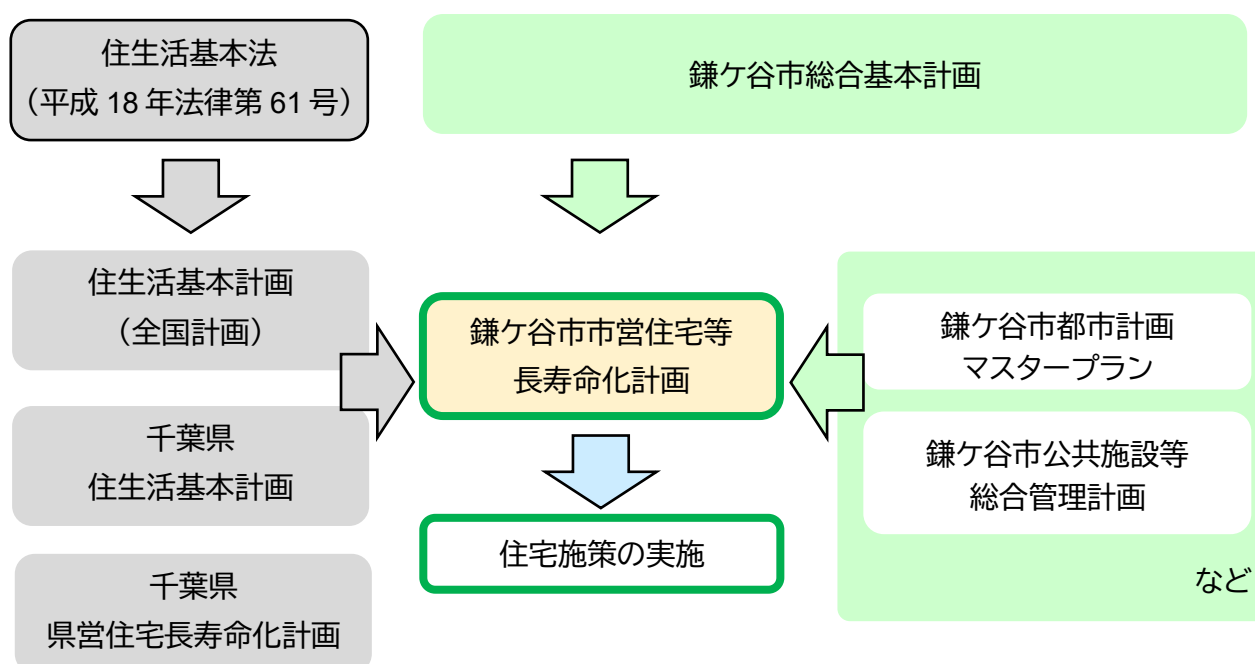 住生活基本法
（平成 18 年法律第 61 号）
鎌ケ谷市総合基本計画
住生活基本計画
（全国計画）
千葉県
住生活基本計画
千葉県
県営住宅長寿命化計画
鎌ケ谷市市営住宅等
長寿命化計画
住宅施策の実施
鎌ケ谷市都市計画
マスタープラン
鎌ケ谷市公共施設等
総合管理計画
など